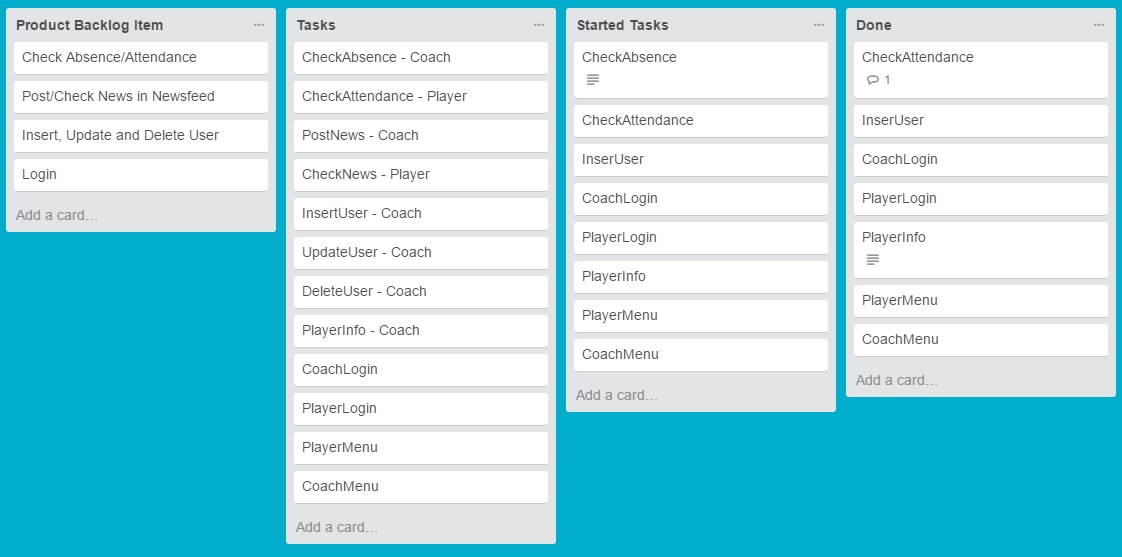 Product Backlog Item
Check Absence/Attendance
Post/Check News in Newsfeed
Insert, Update and Delete User
Login
Add a card...
Tasks
CheckAbsence - Coach
CheckAttendance - Player
PostNews - Coach
CheckNews - Player
InsertUser - Coach
UpdateUser - Coach
DeleteUser - Coach
PlayerInfo - Coach
CoachLogin
PlayerLogin
PlayerMenu
CoachMenu
Add a card...
Started Tasks
CheckAbsence
CheckAttendance
InserUser
CoachLogin
PlayerLogin
PlayerInfo
PlayerMenu
CoachMenu
Add a card...
Done
CheckAttendance
1
InserUser
CoachLogin
PlayerLogin
PlayerInfo
PlayerMenu
CoachMenu
Add a card...